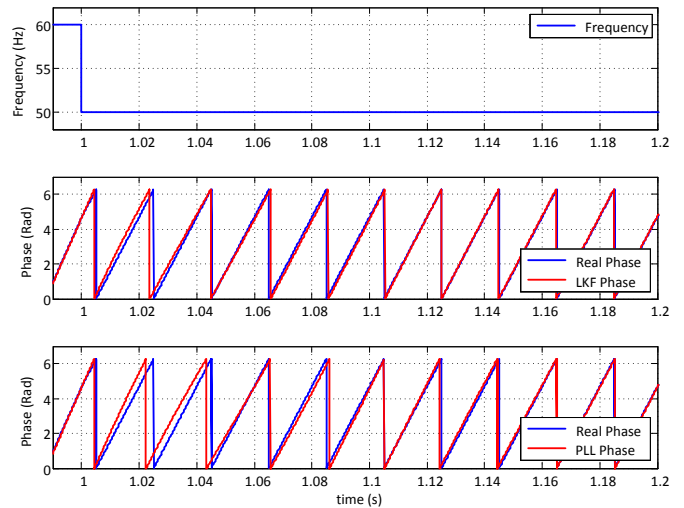 Frequency (Hz)
60
55
50
Frequency
1 1.02 1.04 1.06 1.08 1.1 1.12 1.14 1.16 1.18 1.2
Phase (Rad)
6
4
2
0
Real Phase
LKF Phase
1 1.02 1.04 1.06 1.08 1.1 1.12 1.14 1.16 1.18 1.2
Phase (Rad)
6
4
2
0
Real Phase
PLL Phase
1 1.02 1.04 1.06 1.08 1.1 1.12 1.14 1.16 1.18 1.2
time (s)